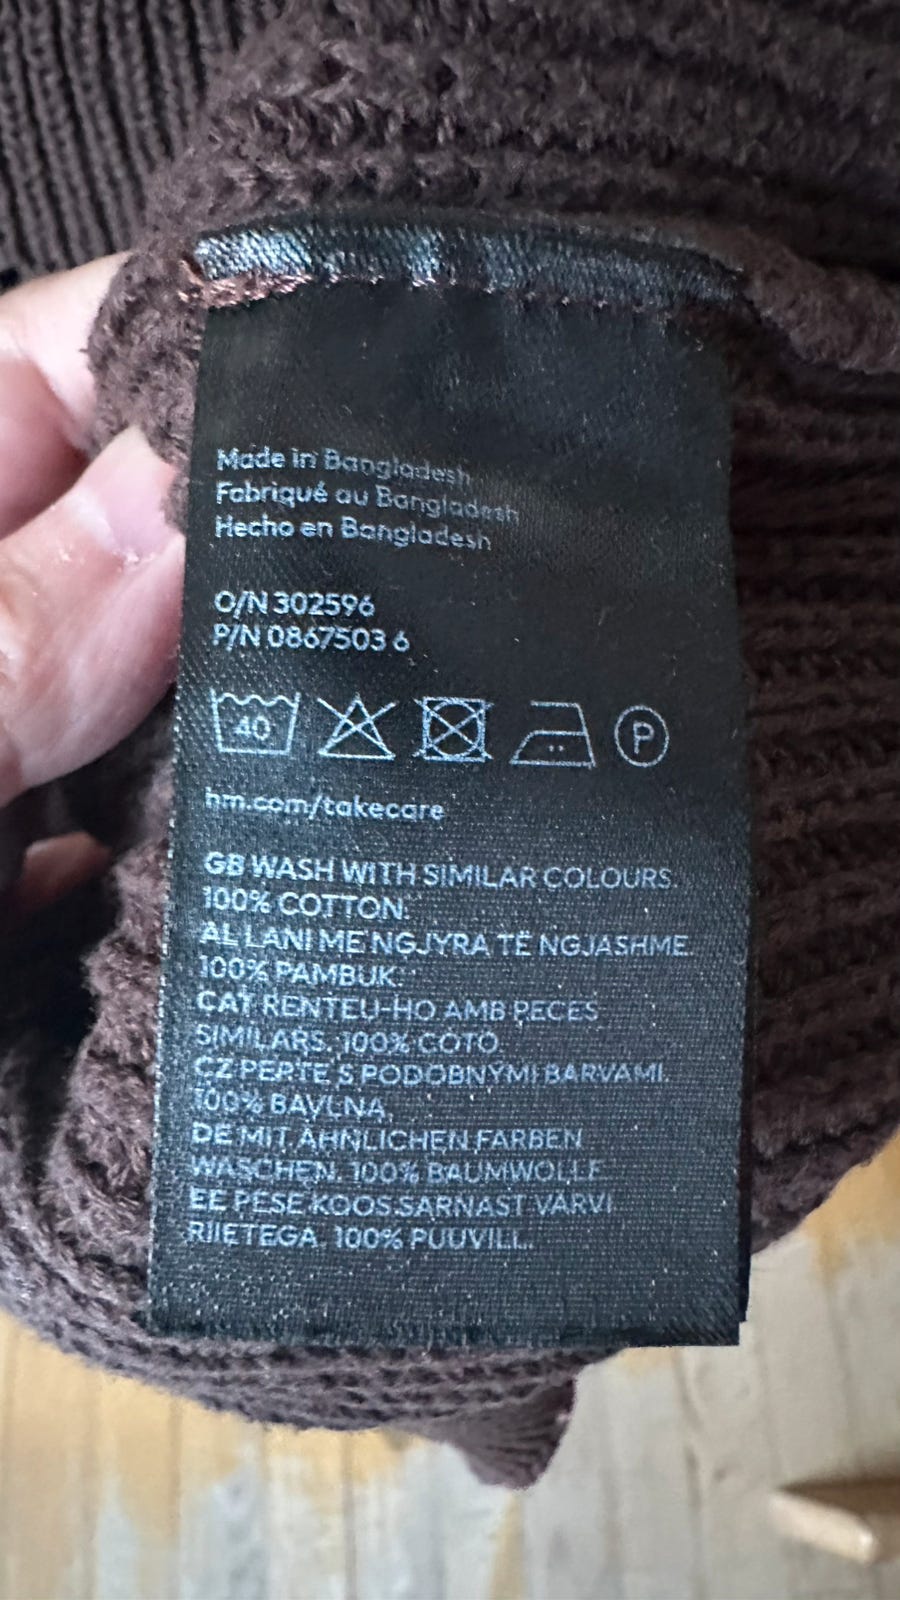 Made in Bangladesh
Fabriqué au Bangladesh
Hecho en Bangladesh
O/N 302596
P/N 0867503 6
40 P
hm.com/takecare
GB WASH WITH SIMILAR COLOURS.
100% COTTON.
AL LANI ME NGJYRA TË NGJASHME.
100% PAMBUK.
CAT RENTEU-HO AMB PECES
SIMILARS. 100% COTÓ
CZ PERTE S PODOBNÝMI BARVAMI.
100% BAVLNA
DE MIT ÄHNLICHEN FARBEN
WASCHEN. 100% BAUMWOLLE
EE PESE KOOS SARNAST VÄRVI
RIIETEGA. 100% PUUVILL.